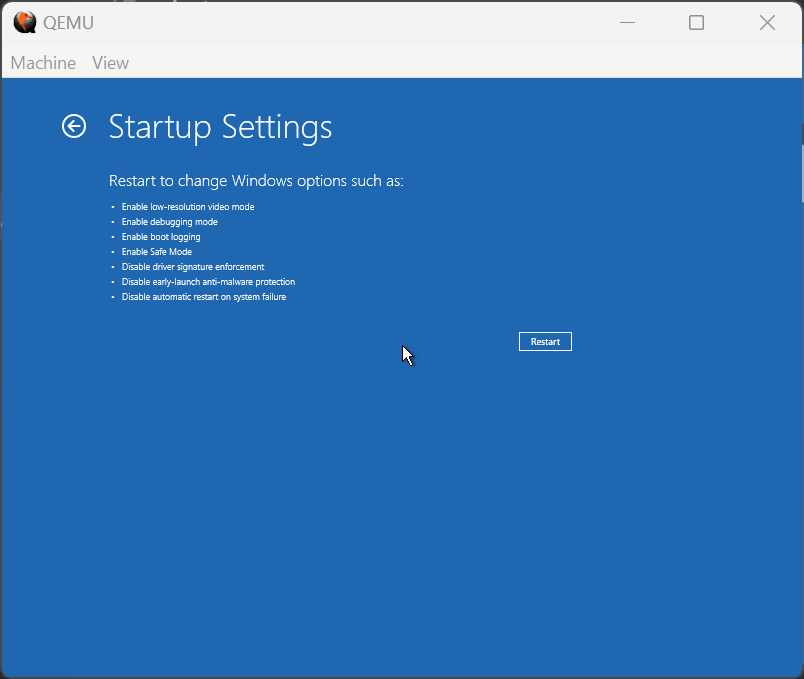 QEMU
Machine View
Startup Settings
Restart to change Windows options such as:
• Enable low-resolution video mode
• Enable debugging mode
• Enable boot logging
• Enable Safe Mode
• Disable driver signature enforcement
• Disable early-launch anti-malware protection
• Disable automatic restart on system failure
Restart